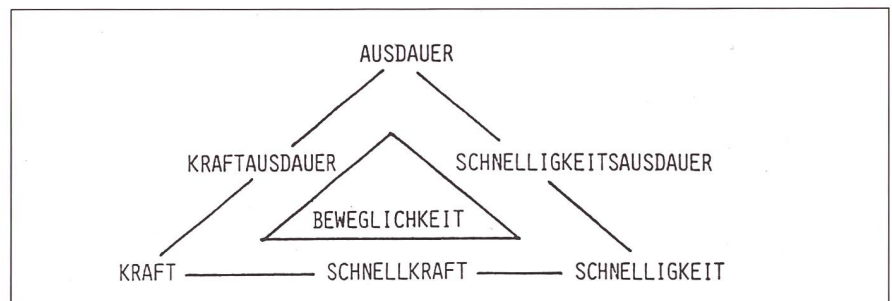 AUSDAUER
KRAFTAUSDAUER SCHNELLIGKEITSAUSDAUER
BEWEGLICHKEIT
KRAFT SCHNELLKRAFT SCHNELLIGKEIT